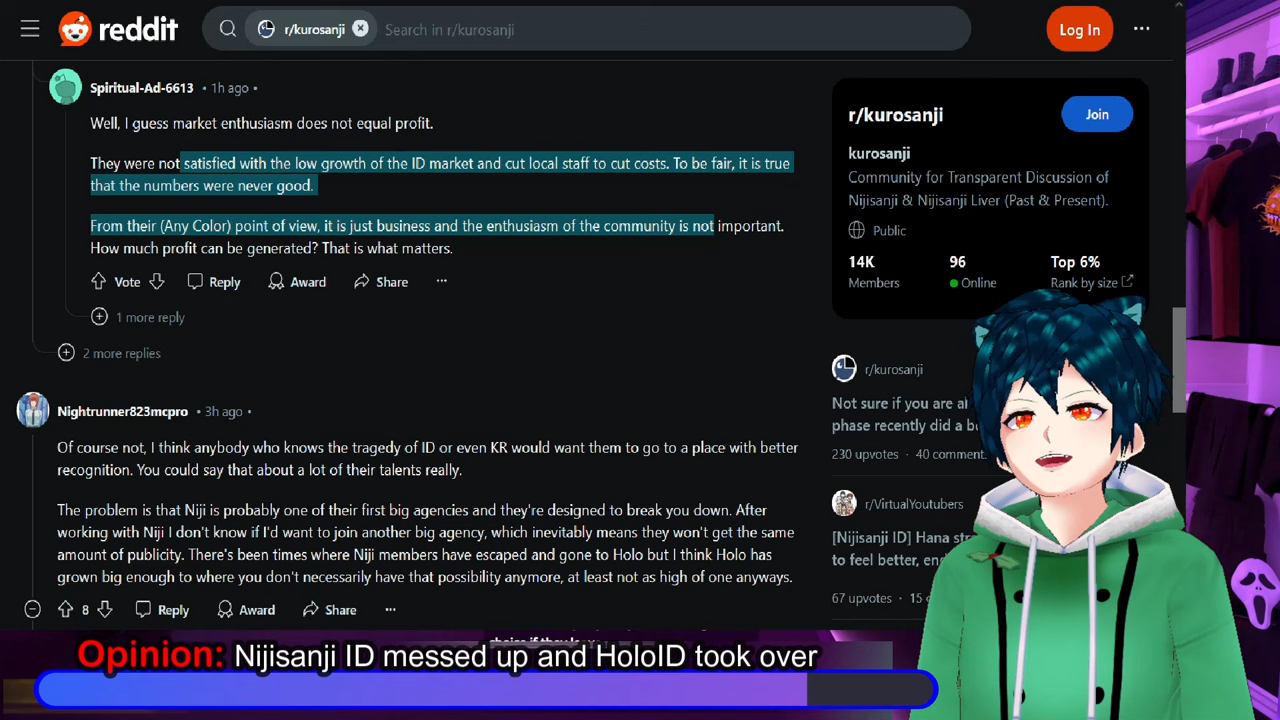 reddit
r/kurosanji
Search in r/kurosanji
Log In
Spiritual-Ad-6613 • 1h ago •
Well, I guess market enthusiasm does not equal profit.
They were not satisfied with the low growth of the ID market and cut local staff to cut costs. To be fair, it is true
that the numbers were never good.
From their (Any Color) point of view, it is just business and the enthusiasm of the community is not important.
How much profit can be generated? That is what matters.
Vote Reply Award Share
1 more reply
2 more replies
Nightrunner823mcpro • 3h ago •
Of course not, I think anybody who knows the tragedy of ID or even KR would want them to go to a place with better
recognition. You could say that about a lot of their talents really.
The problem is that Niji is probably one of their first big agencies and they're designed to break you down. After
working with Niji I don't know if I'd want to join another big agency, which inevitably means they won't get the same
amount of publicity. There's been times where Niji members have escaped and gone to Holo but I think Holo has
grown big enough to where you don't necessarily have that possibility anymore, at least not as high of one anyways.
8 Reply Award Share
r/kurosanji
Join
kurosanji
Community for Transparent Discussion of
Nijisanji & Nijisanji Liver (Past & Present).
Public
14K 96 Top 6%
Members Online Rank by size
r/kurosanji
Not sure if you are
phase recently did a
230 upvotes • 40
r/VirtualYoutubers
[Nijisanji ID] Hana
to feel better,
67 upvotes •
Opinion: Nijisanji ID messed up and HoloID took over